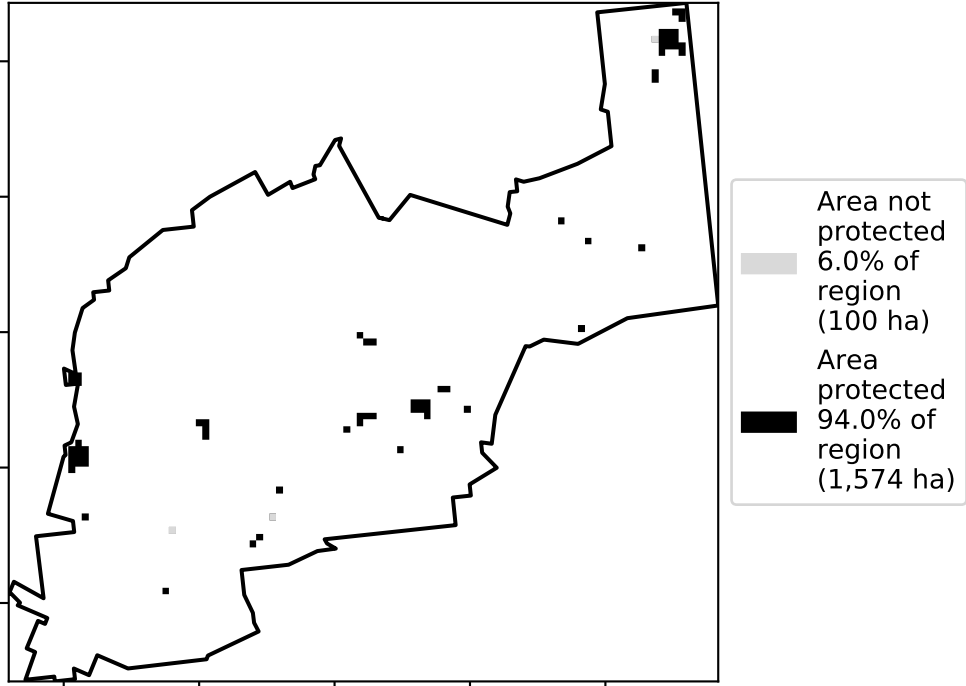 Area not
protected
6.0% of
region
(100 ha)
Area
protected
94.0% of
region
(1,574 ha)